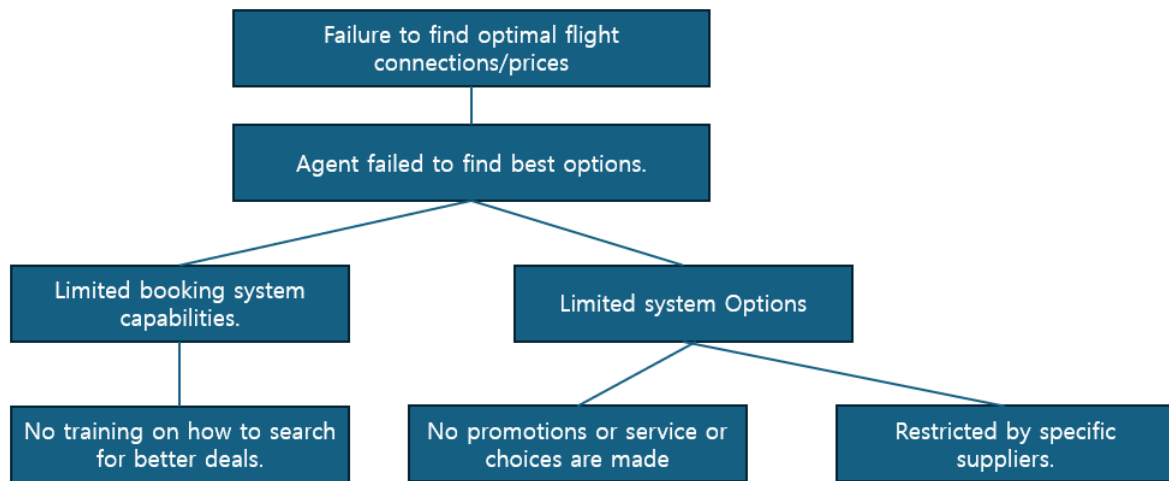 Failure to find optimal flight
connections/prices
Agent failed to find best options.
Limited booking system
capabilities.
Limited system Options
No training on how to search
for better deals.
No promotions or service or
choices are made
Restricted by specific
suppliers.